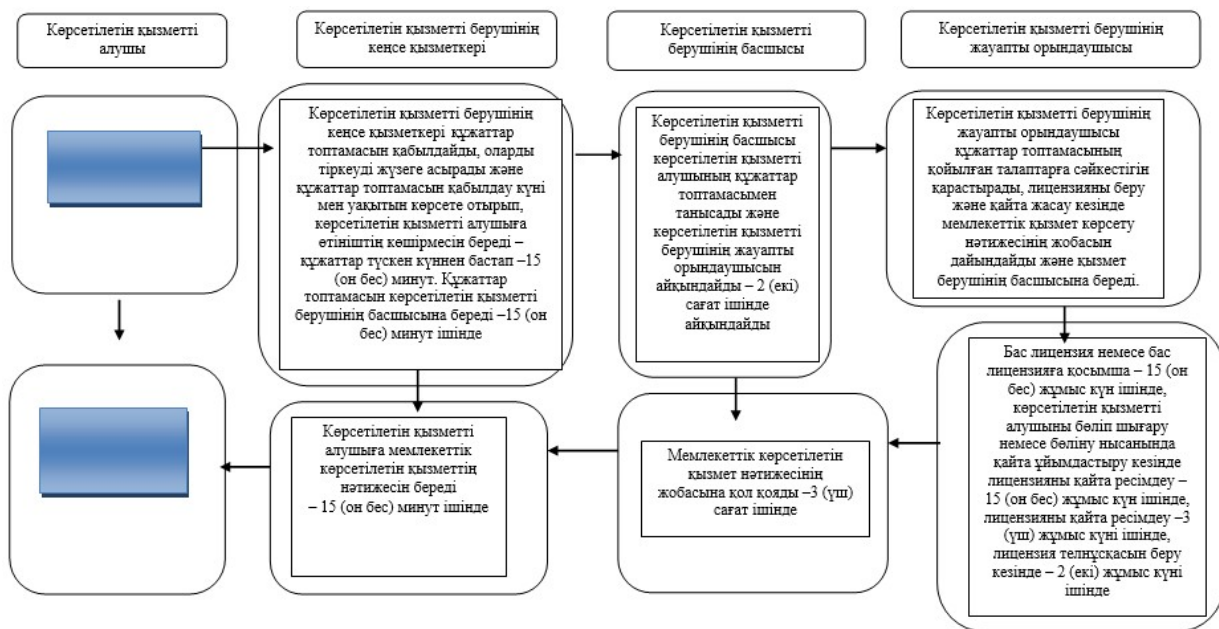 Көрсетілетін қызметті
алушы
Көрсетілетін қызметті берушінің
кеңсе қызметкері
Көрсетілетін қызметті
берушінің басшысы
Көрсетілетін қызметті берушінің
жауапты орындаушысы
Көрсетілетін қызметті берушінің
кеңсе қызметкері құжаттар
топтамасын қабылдайды, оларды
тіркеуді жүзеге асырады және
құжаттар топтамасын қабылдау күні
мен уақытын көрсете отырып,
көрсетілетін қызметті алушыға
өтініштің көшірмесін береді –
құжаттар түскен күннен бастап –15
(он бес) минут. Құжаттар
топтамасын көрсетілетін қызметті
берушінің басшысына береді –15 (он
бес) минут ішінде
Көрсетілетін қызметті
берушінің басшысы
көрсетілетін қызметті
алушының құжаттар
топтамасымен
танысады және
көрсетілетін қызметті
берушінің жауапты
орындаушысын
айқындайды – 2 (екі)
сағат ішінде
айқындайды
Көрсетілетін қызметті берушінің
жауапты орындаушысы
құжаттар топтамасының
қойылған талаптарға сәйкестігін
қарастырады, лицензияны беру
және қайта жасау кезінде
мемлекеттік қызмет көрсету
нәтижесінің жобасын
дайындайды және қызмет
берушінің басшысына береді.
Көрсетілетін қызметті
алушыға мемлекеттік
көрсетілетін қызметтің
нәтижесін береді
– 15 (он бес) минут ішінде
Мемлекеттік көрсетілетін
қызмет нәтижесінің
жобасына қол қояды –3 (үш)
сағат ішінде
Бас лицензия немесе бас
лицензияға қосымша – 15 (он
бес) жұмыс күн ішінде,
көрсетілетін қызметті
алушыны бөліп шығару
немесе бөліну нысанында
қайта ұйымдастыру кезінде
лицензияны қайта ресімдеу –
15 (он бес) жұмыс күн ішінде,
лицензияны қайта ресімдеу –3
(үш) жұмыс күні ішінде,
лицензия телнұсқасын беру
кезінде – 2 (екі) жұмыс күні
ішінде